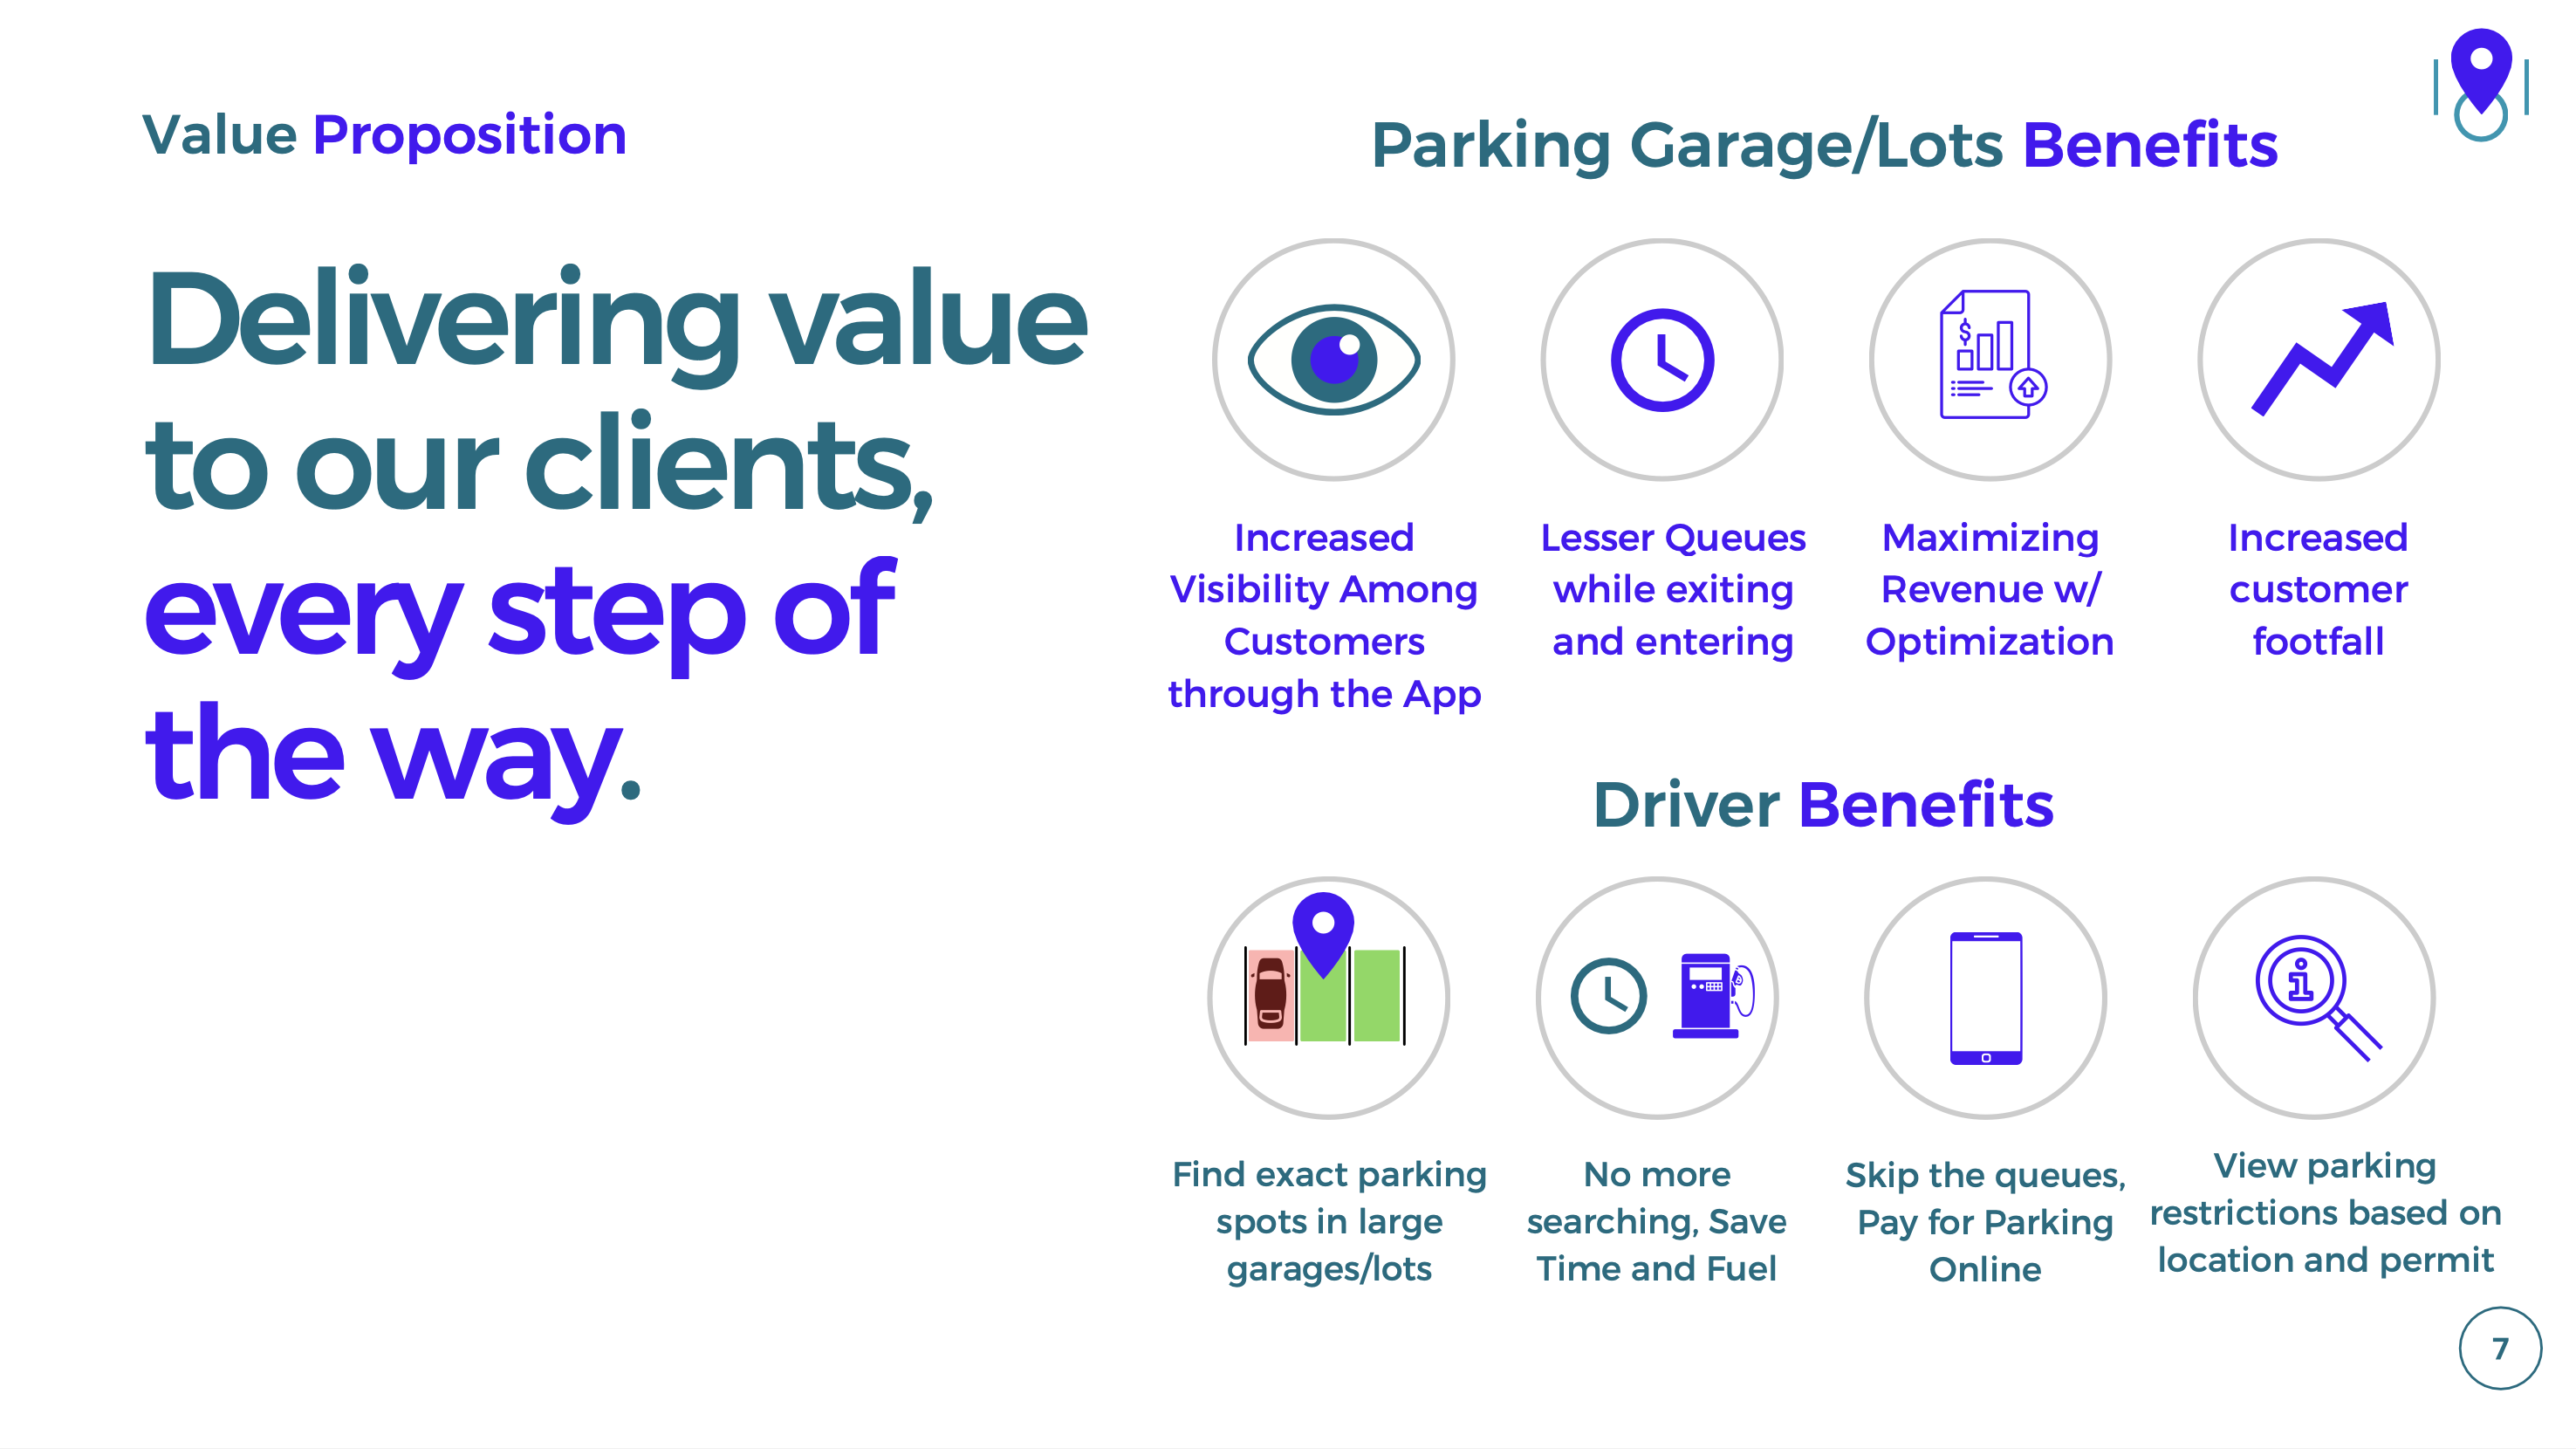 Value Proposition
Delivering value
to our clients,
every step of
the way.
Parking Garage/Lots Benefits
$
Increased
Visibility Among
Customers
through the App
Lesser Queues
while exiting
and entering
Maximizing
Revenue w/
Optimization
Increased
customer
footfall
Driver Benefits
i
Find exact parking
spots in large
garages/lots
No more
searching, Save
Time and Fuel
Skip the queues,
Pay for Parking
Online
View parking
restrictions based on
location and permit
7